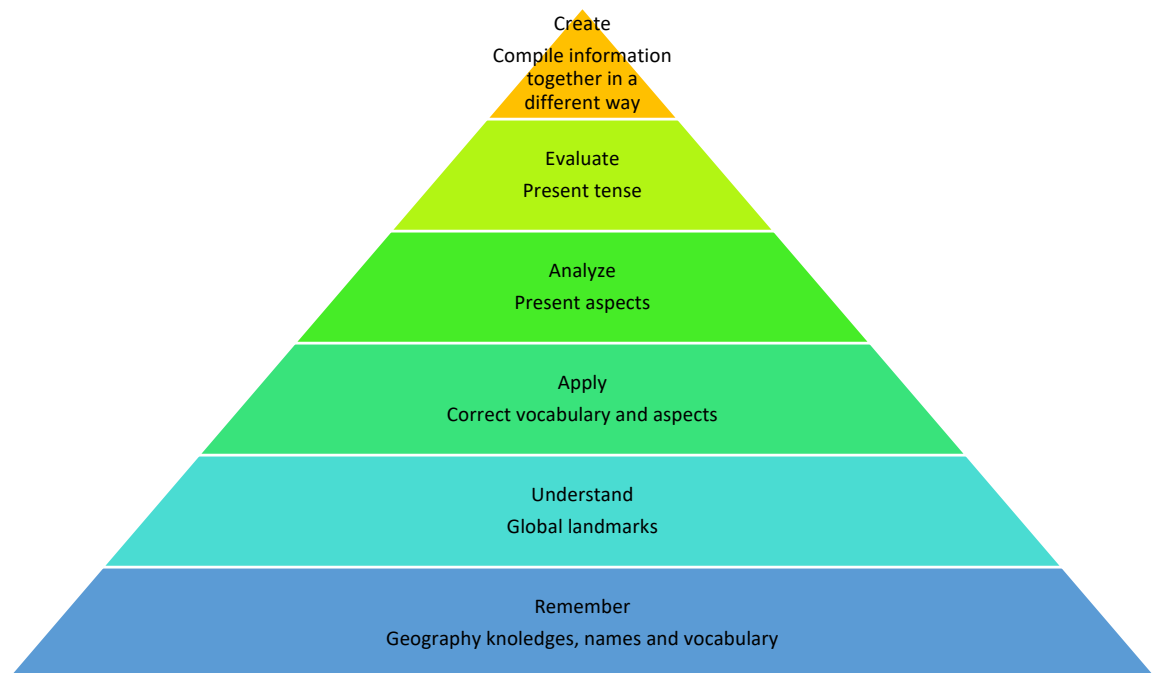 Create
Compile information
together in a
different way
Evaluate
Present tense
Analyze
Present aspects
Apply
Correct vocabulary and aspects
Understand
Global landmarks
Remember
Geography knoledges, names and vocabulary